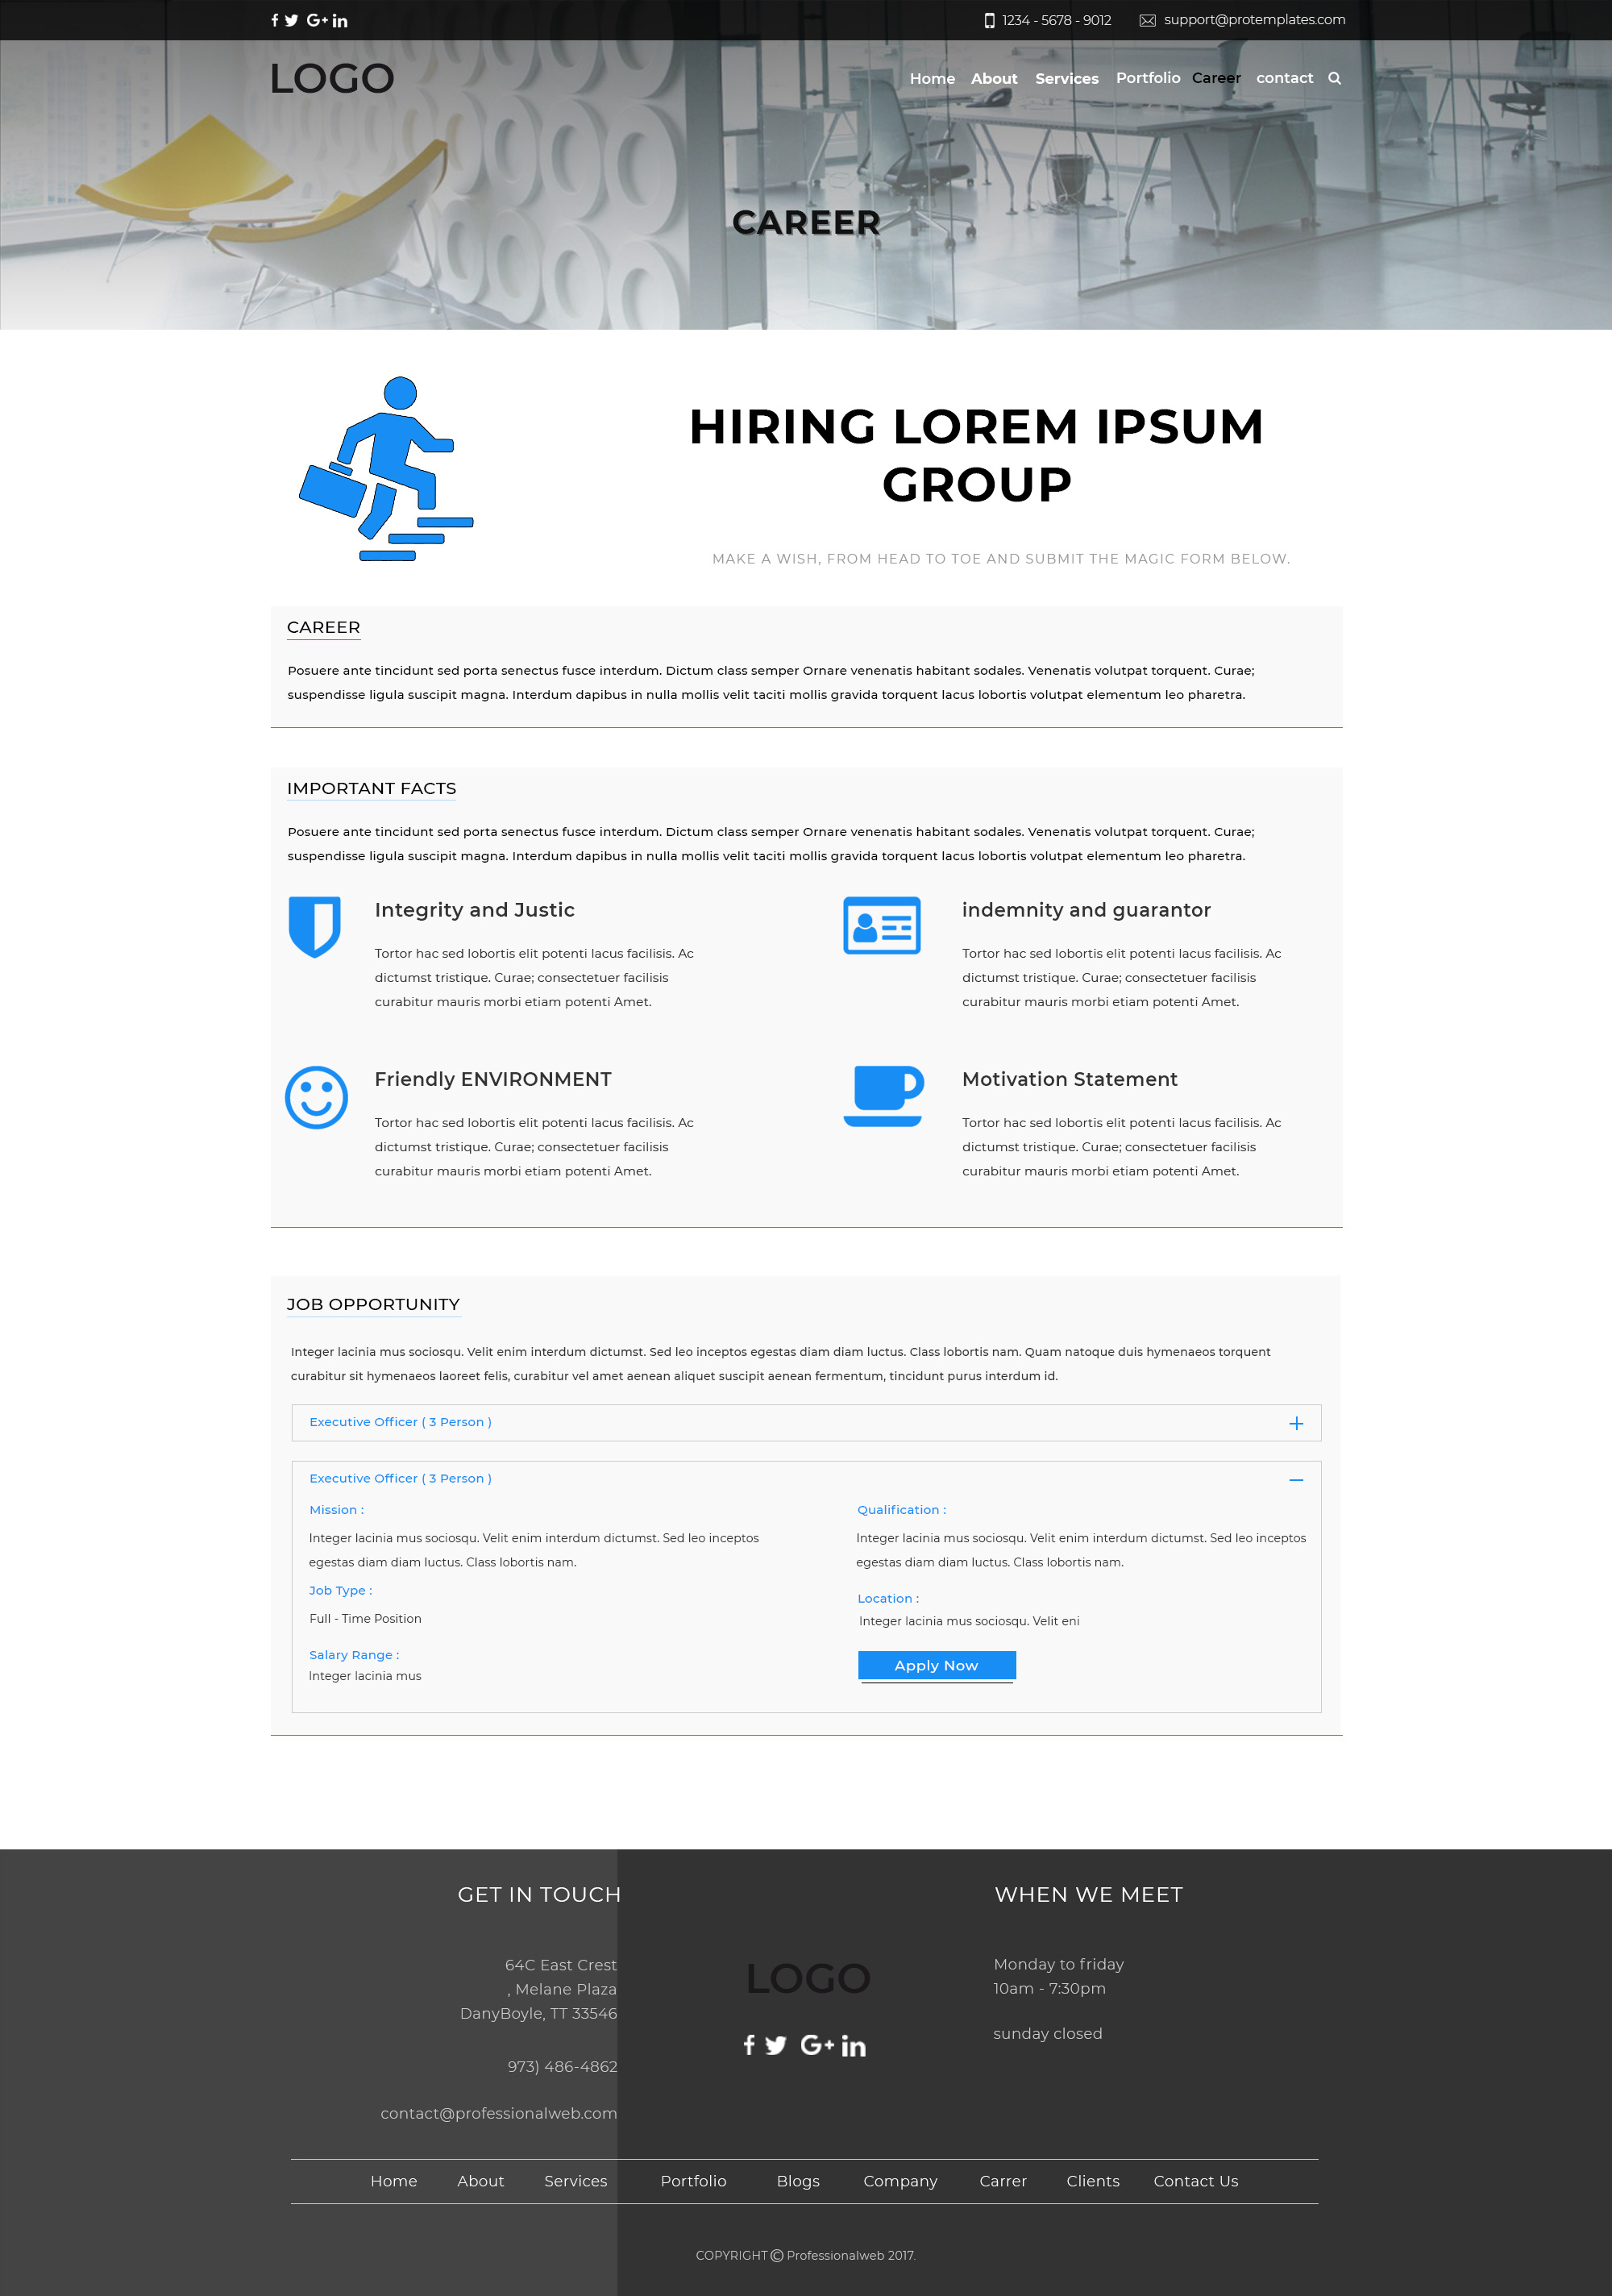 1234 - 5678 - 9012 support@protemplates.com
LOGO
Home About Services Portfolio Career contact
CAREER
HIRING LOREM IPSUM
GROUP
MAKE A WISH, FROM HEAD TO TOE AND SUBMIT THE MAGIC FORM BELOW.
CAREER
Posuere ante tincidunt sed porta senectus fusce interdum. Dictum class semper Ornare venenatis habitant sodales. Venenatis volutpat torquent. Curae;
suspendisse ligula suscipit magna. Interdum dapibus in nulla mollis velit taciti mollis gravida torquent lacus lobortis volutpat elementum leo pharetra.
IMPORTANT FACTS
Posuere ante tincidunt sed porta senectus fusce interdum. Dictum class semper Ornare venenatis habitant sodales. Venenatis volutpat torquent. Curae;
suspendisse ligula suscipit magna. Interdum dapibus in nulla mollis velit taciti mollis gravida torquent lacus lobortis volutpat elementum leo pharetra.
Integrity and Justic
Tortor hac sed lobortis elit potenti lacus facilisis. Ac
dictumst tristique. Curae; consectetuer facilisis
curabitur mauris morbi etiam potenti Amet.
indemnity and guarantor
Tortor hac sed lobortis elit potenti lacus facilisis. Ac
dictumst tristique. Curae; consectetuer facilisis
curabitur mauris morbi etiam potenti Amet.
Friendly ENVIRONMENT
Tortor hac sed lobortis elit potenti lacus facilisis. Ac
dictumst tristique. Curae; consectetuer facilisis
curabitur mauris morbi etiam potenti Amet.
Motivation Statement
Tortor hac sed lobortis elit potenti lacus facilisis. Ac
dictumst tristique. Curae; consectetuer facilisis
curabitur mauris morbi etiam potenti Amet.
JOB OPPORTUNITY
Integer lacinia mus sociosqu. Velit enim interdum dictumst. Sed leo inceptos egestas diam diam luctus. Class lobortis nam. Quam natoque duis hymenaeos torquent
curabitur sit hymenaeos laoreet felis, curabitur vel amet aenean aliquet suscipit aenean fermentum, tincidunt purus interdum id.
Executive Officer ( 3 Person )
Executive Officer ( 3 Person )
Mission :
Integer lacinia mus sociosqu. Velit enim interdum dictumst. Sed leo inceptos
egestas diam diam luctus. Class lobortis nam.
Job Type :
Full - Time Position
Salary Range :
Integer lacinia mus
Qualification :
Integer lacinia mus sociosqu. Velit enim interdum dictumst. Sed leo inceptos
egestas diam diam luctus. Class lobortis nam.
Location :
Integer lacinia mus sociosqu. Velit eni
Apply Now
GET IN TOUCH
64C East Crest
, Melane Plaza
DanyBoyle, TT 33546
973) 486-4862
contact@professionalweb.com
LOGO
WHEN WE MEET
Monday to friday
10am - 7:30pm
sunday closed
Home About Services Portfolio Blogs Company Carrer Clients Contact Us
COPYRIGHT © Professionalweb 2017.